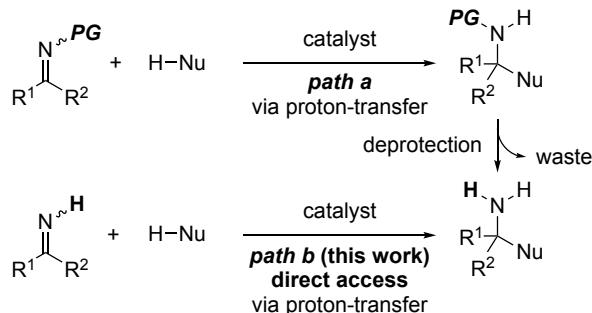 N PG
R1 R2
+
H–Nu
catalyst
path a
via proton-transfer
PG N H
R1 R2 Nu
deprotection
waste
N H
R1 R2
+
H–Nu
catalyst
path b (this work)
direct access
via proton-transfer
H N H
R1 R2 Nu